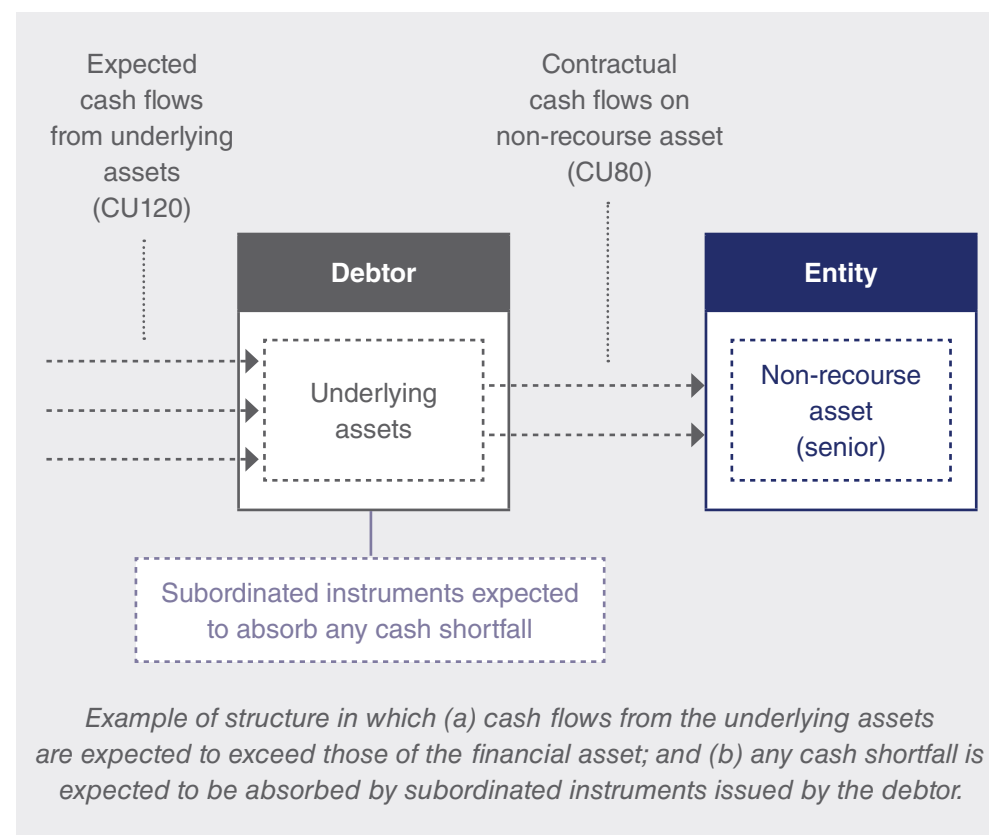 Expected
cash flows
from underlying
assets
(CU120)
Contractual
cash flows on
non-recourse asset
(CU80)
Debtor
Entity
Underlying
assets
Non-recourse
asset
(senior)
Subordinated instruments expected
to absorb any cash shortfall
Example of structure in which (a) cash flows from the underlying assets
are expected to exceed those of the financial asset; and (b) any cash shortfall is
expected to be absorbed by subordinated instruments issued by the debtor.